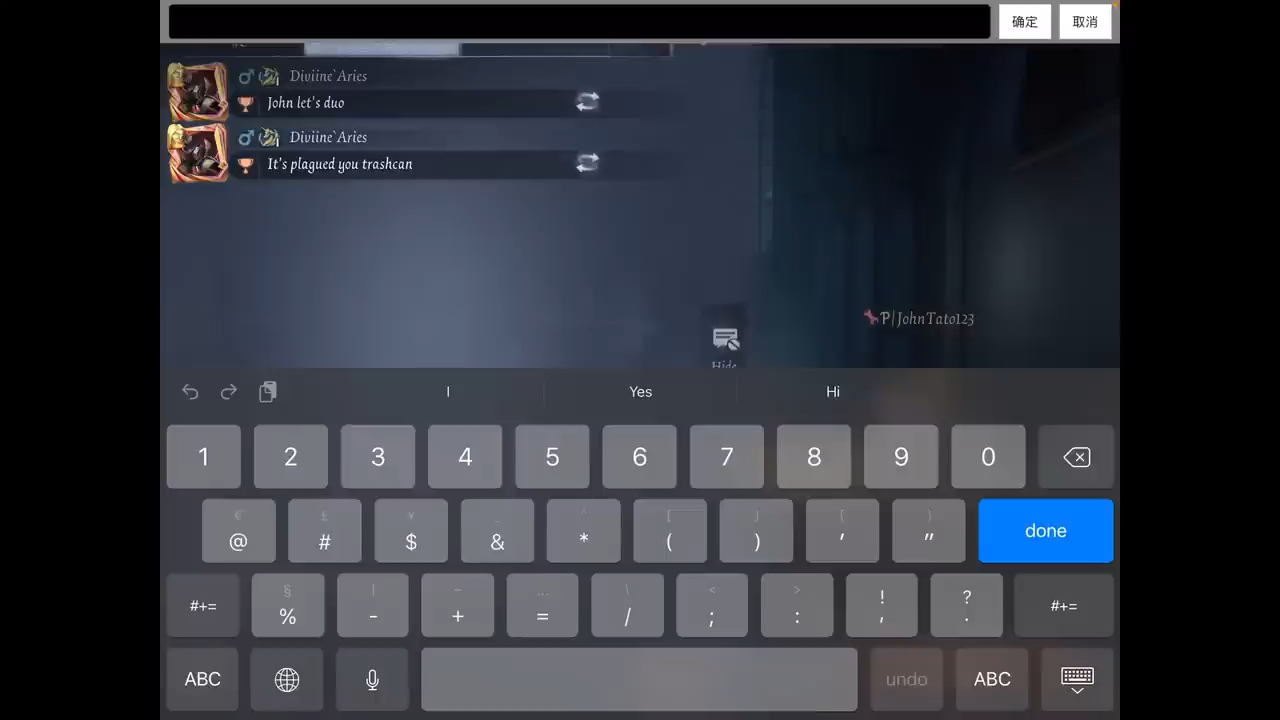 确定 取消
Diviine`Aries
John let's duo
Diviine`Aries
It's plagued you trashcan
P|JohnTato123
Hide
I Yes Hi
1 2 3 4 5 6 7 8 9 0
@ # $ & * ( ) ' "
done
#+= % - + = / ; : ! , ? . #+=
ABC undo ABC